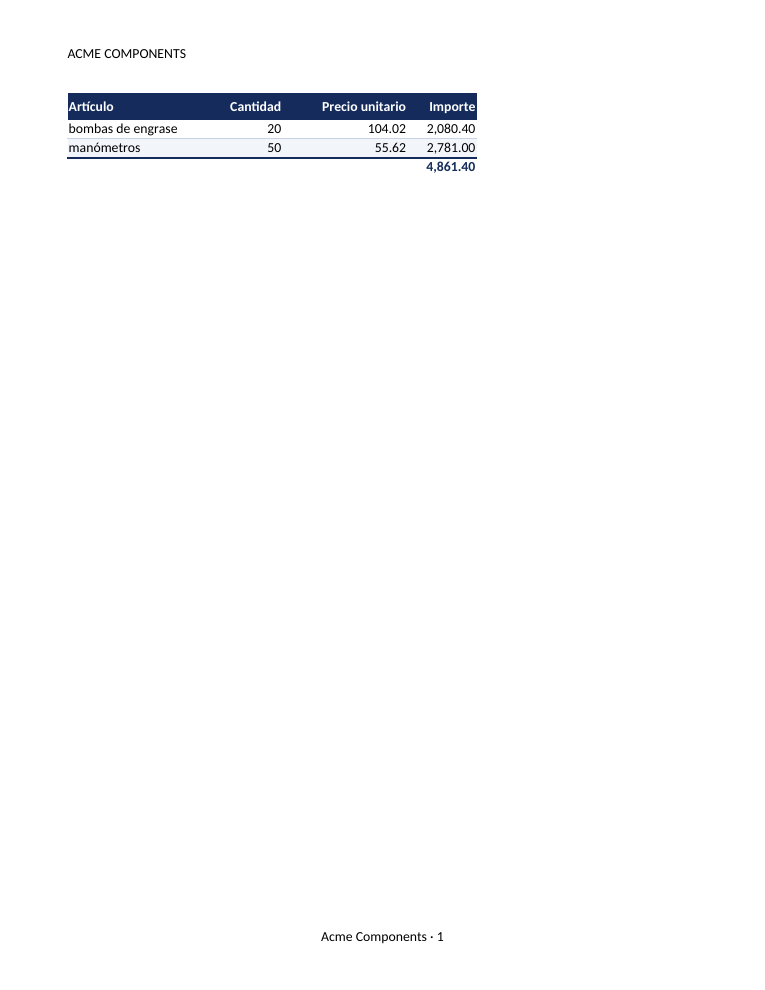 ACME COMPONENTS
Artículo Cantidad Precio unitario Importe
bombas de engrase 20 104.02 2,080.40
manómetros 50 55.62 2,781.00
4,861.40
Acme Components · 1